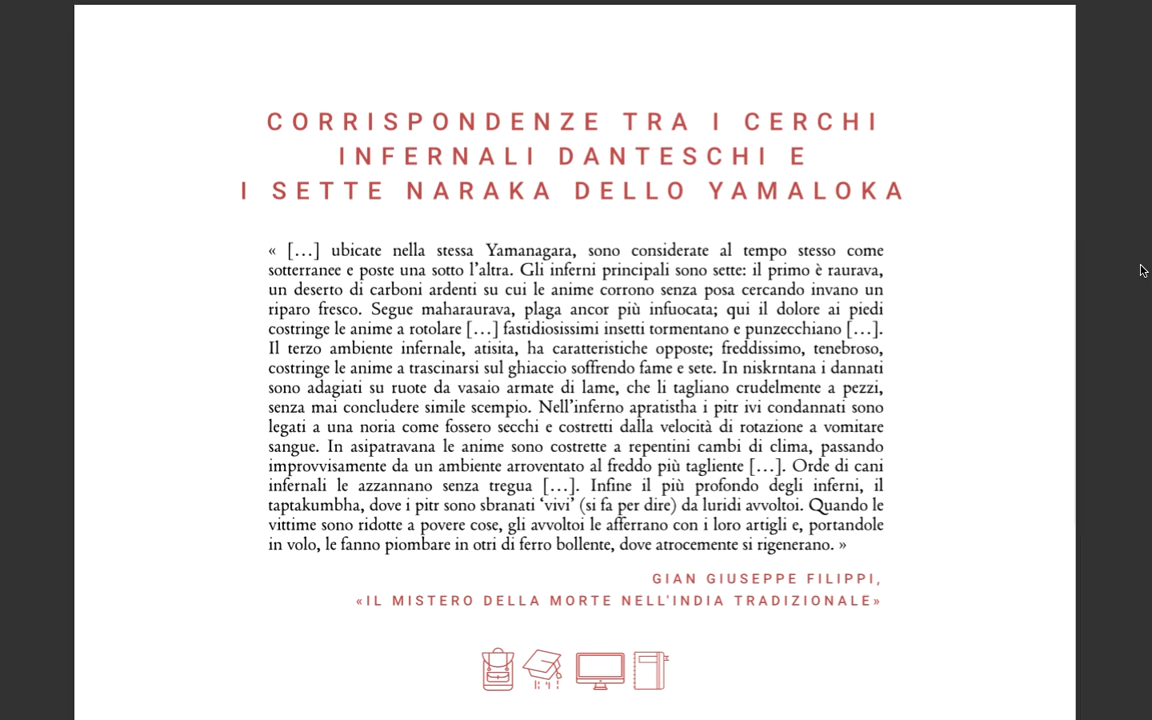 CORRISPONDENZE TRA I CERCHI
INFERNALI DANTESCHI E
I SETTE NARAKA DELLO YAMALOKA
« […] ubicate nella stessa Yamanagara, sono considerate al tempo stesso come
sotterranee e poste una sotto l’altra. Gli inferni principali sono sette: il primo è raurava,
un deserto di carboni ardenti su cui le anime corrono senza posa cercando invano un
riparo fresco. Segue maharaurava, plaga ancor più infuocata; qui il dolore ai piedi
costringe le anime a rotolare […] fastidiosissimi insetti tormentano e punzecchiano […].
Il terzo ambiente infernale, atisita, ha caratteristiche opposte; freddissimo, tenebroso,
costringe le anime a trascinarsi sul ghiaccio soffrendo fame e sete. In niskrntana i dannati
sono adagiati su ruote da vasaio armate di lame, che li tagliano crudelmente a pezzi,
senza mai concludere simile scempio. Nell’inferno apratistha i pitr ivi condannati sono
legati a una noria come fossero secchi e costretti dalla velocità di rotazione a vomitare
sangue. In asipatravana le anime sono costrette a repentini cambi di clima, passando
improvvisamente da un ambiente arroventato al freddo più tagliente […]. Orde di cani
infernali le azzannano senza tregua […]. Infine il più profondo degli inferni, il
taptakumbha, dove i pitr sono sbranati ‘vivi’ (si fa per dire) da luridi avvoltoi. Quando le
vittime sono ridotte a povere cose, gli avvoltoi le afferrano con i loro artigli e, portandole
in volo, le fanno piombare in otri di ferro bollente, dove atrocemente si rigenerano. »
GIAN GIUSEPPE FILIPPI,
«IL MISTERO DELLA MORTE NELL'INDIA TRADIZIONALE»